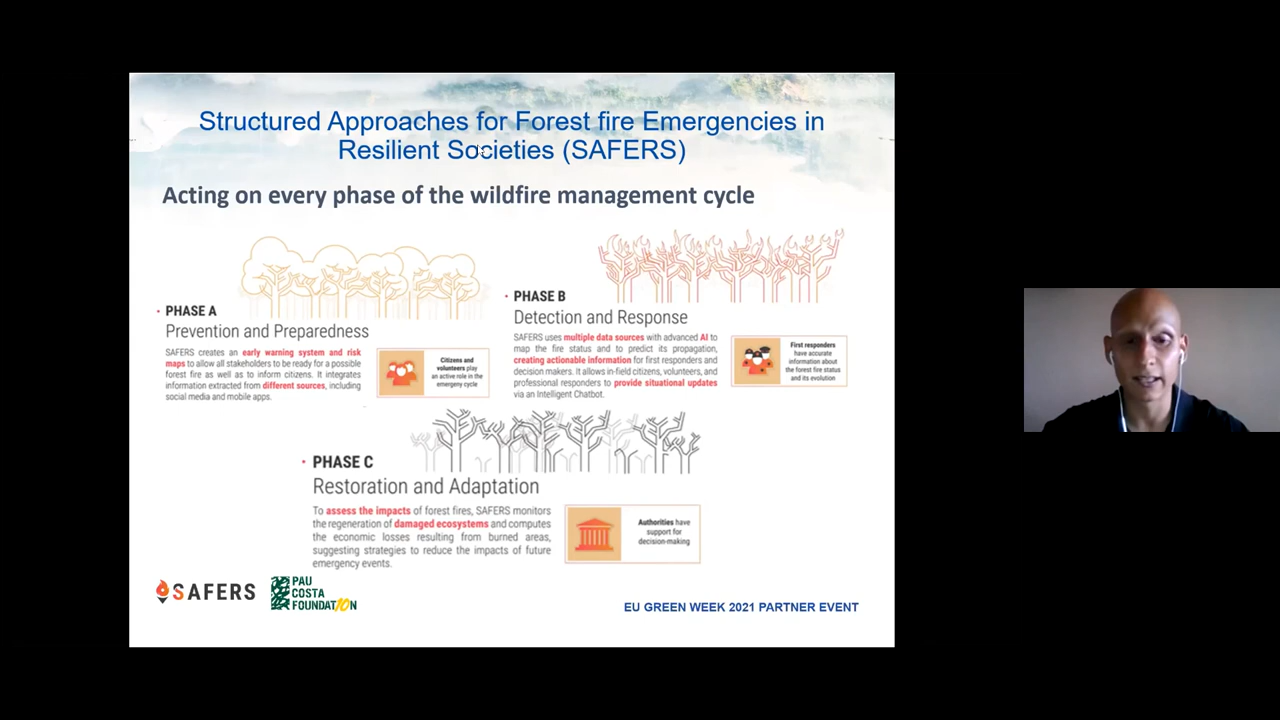 Structured Approaches for Forest fire Emergencies in
Resilient Societies (SAFERS)
Acting on every phase of the wildfire management cycle
PHASE A
Prevention and Preparedness
SAFERS creates an early warning system and risk
maps to allow all stakeholders to be ready for a possible
forest fire as well as to inform citizens. It integrates
information extracted from different sources, including
social media and mobile apps.
Citizens and
volunteers play
an active role in the
emergeny cycle
PHASE B
Detection and Response
SAFERS uses multiple data sources with advanced AI to
map the fire status and to predict its propagation,
creating actionable information for first responders and
decision makers. It allows in-field citizens, volunteers, and
professional responders to provide situational updates
via an Intelligent Chatbot.
First responders
have accurate
information about
the forest fire status
and its evolution
PHASE C
Restoration and Adaptation
To assess the impacts of forest fires, SAFERS monitors
the regeneration of damaged ecosystems and computes
the economic losses resulting from burned areas,
suggesting strategies to reduce the impacts of future
emergency events.
Authorities have
support for
decision-making
SAFERS
PAU
COSTA
FOUNDAT10N
EU GREEN WEEK 2021 PARTNER EVENT